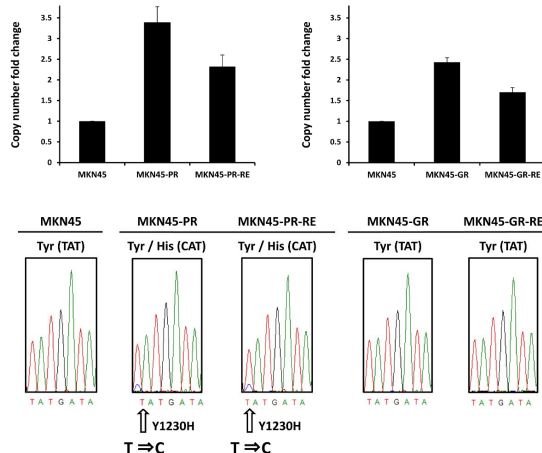 Copy number fold change
3.5
3
2.5
2
1.5
1
0.5
0
MKN45 MKN45-PR MKN45-PR-RE
Copy number fold change
3.5
3
2.5
2
1.5
1
0.5
0
MKN45 MKN45-GR MKN45-GR-RE
MKN45 MKN45-PR MKN45-PR-RE MKN45-GR MKN45-GR-RE
Tyr (TAT) Tyr / His (CAT) Tyr / His (CAT) Tyr (TAT) Tyr (TAT)
T A T G A T A T A T G A T A T A T G A T A T A T G A T A T A T G A T A
Y1230H Y1230H
T ⇒ C T ⇒ C